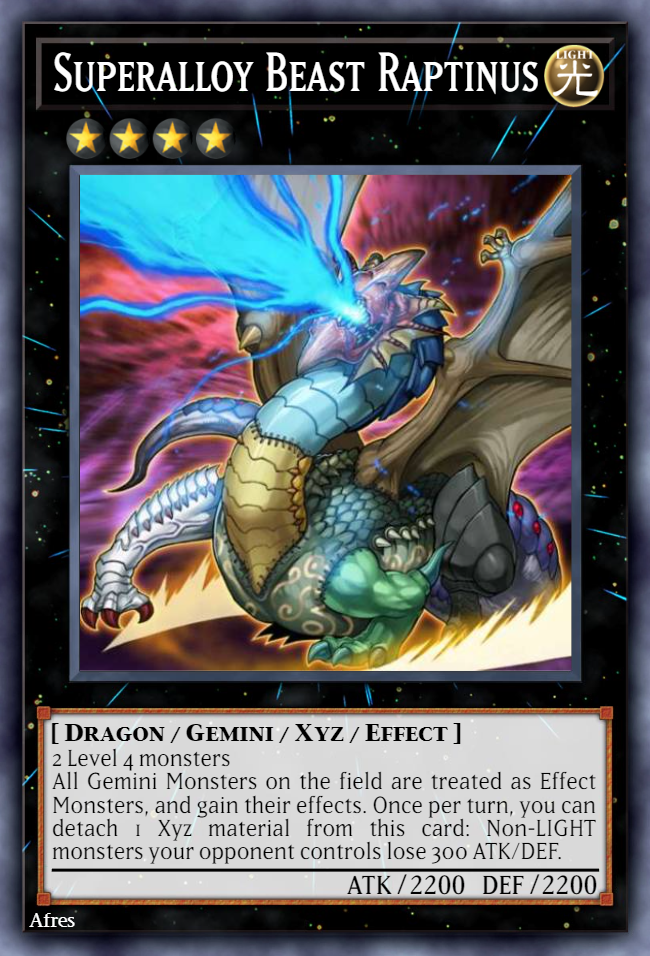 Superalloy Beast Raptinus
LIGHT
光
[ Dragon / Gemini / Xyz / Effect ]
2 Level 4 monsters
All Gemini Monsters on the field are treated as Effect
Monsters, and gain their effects. Once per turn, you can
detach 1 Xyz material from this card: Non-LIGHT
monsters your opponent controls lose 300 ATK/DEF.
ATK / 2200 DEF / 2200
Afres